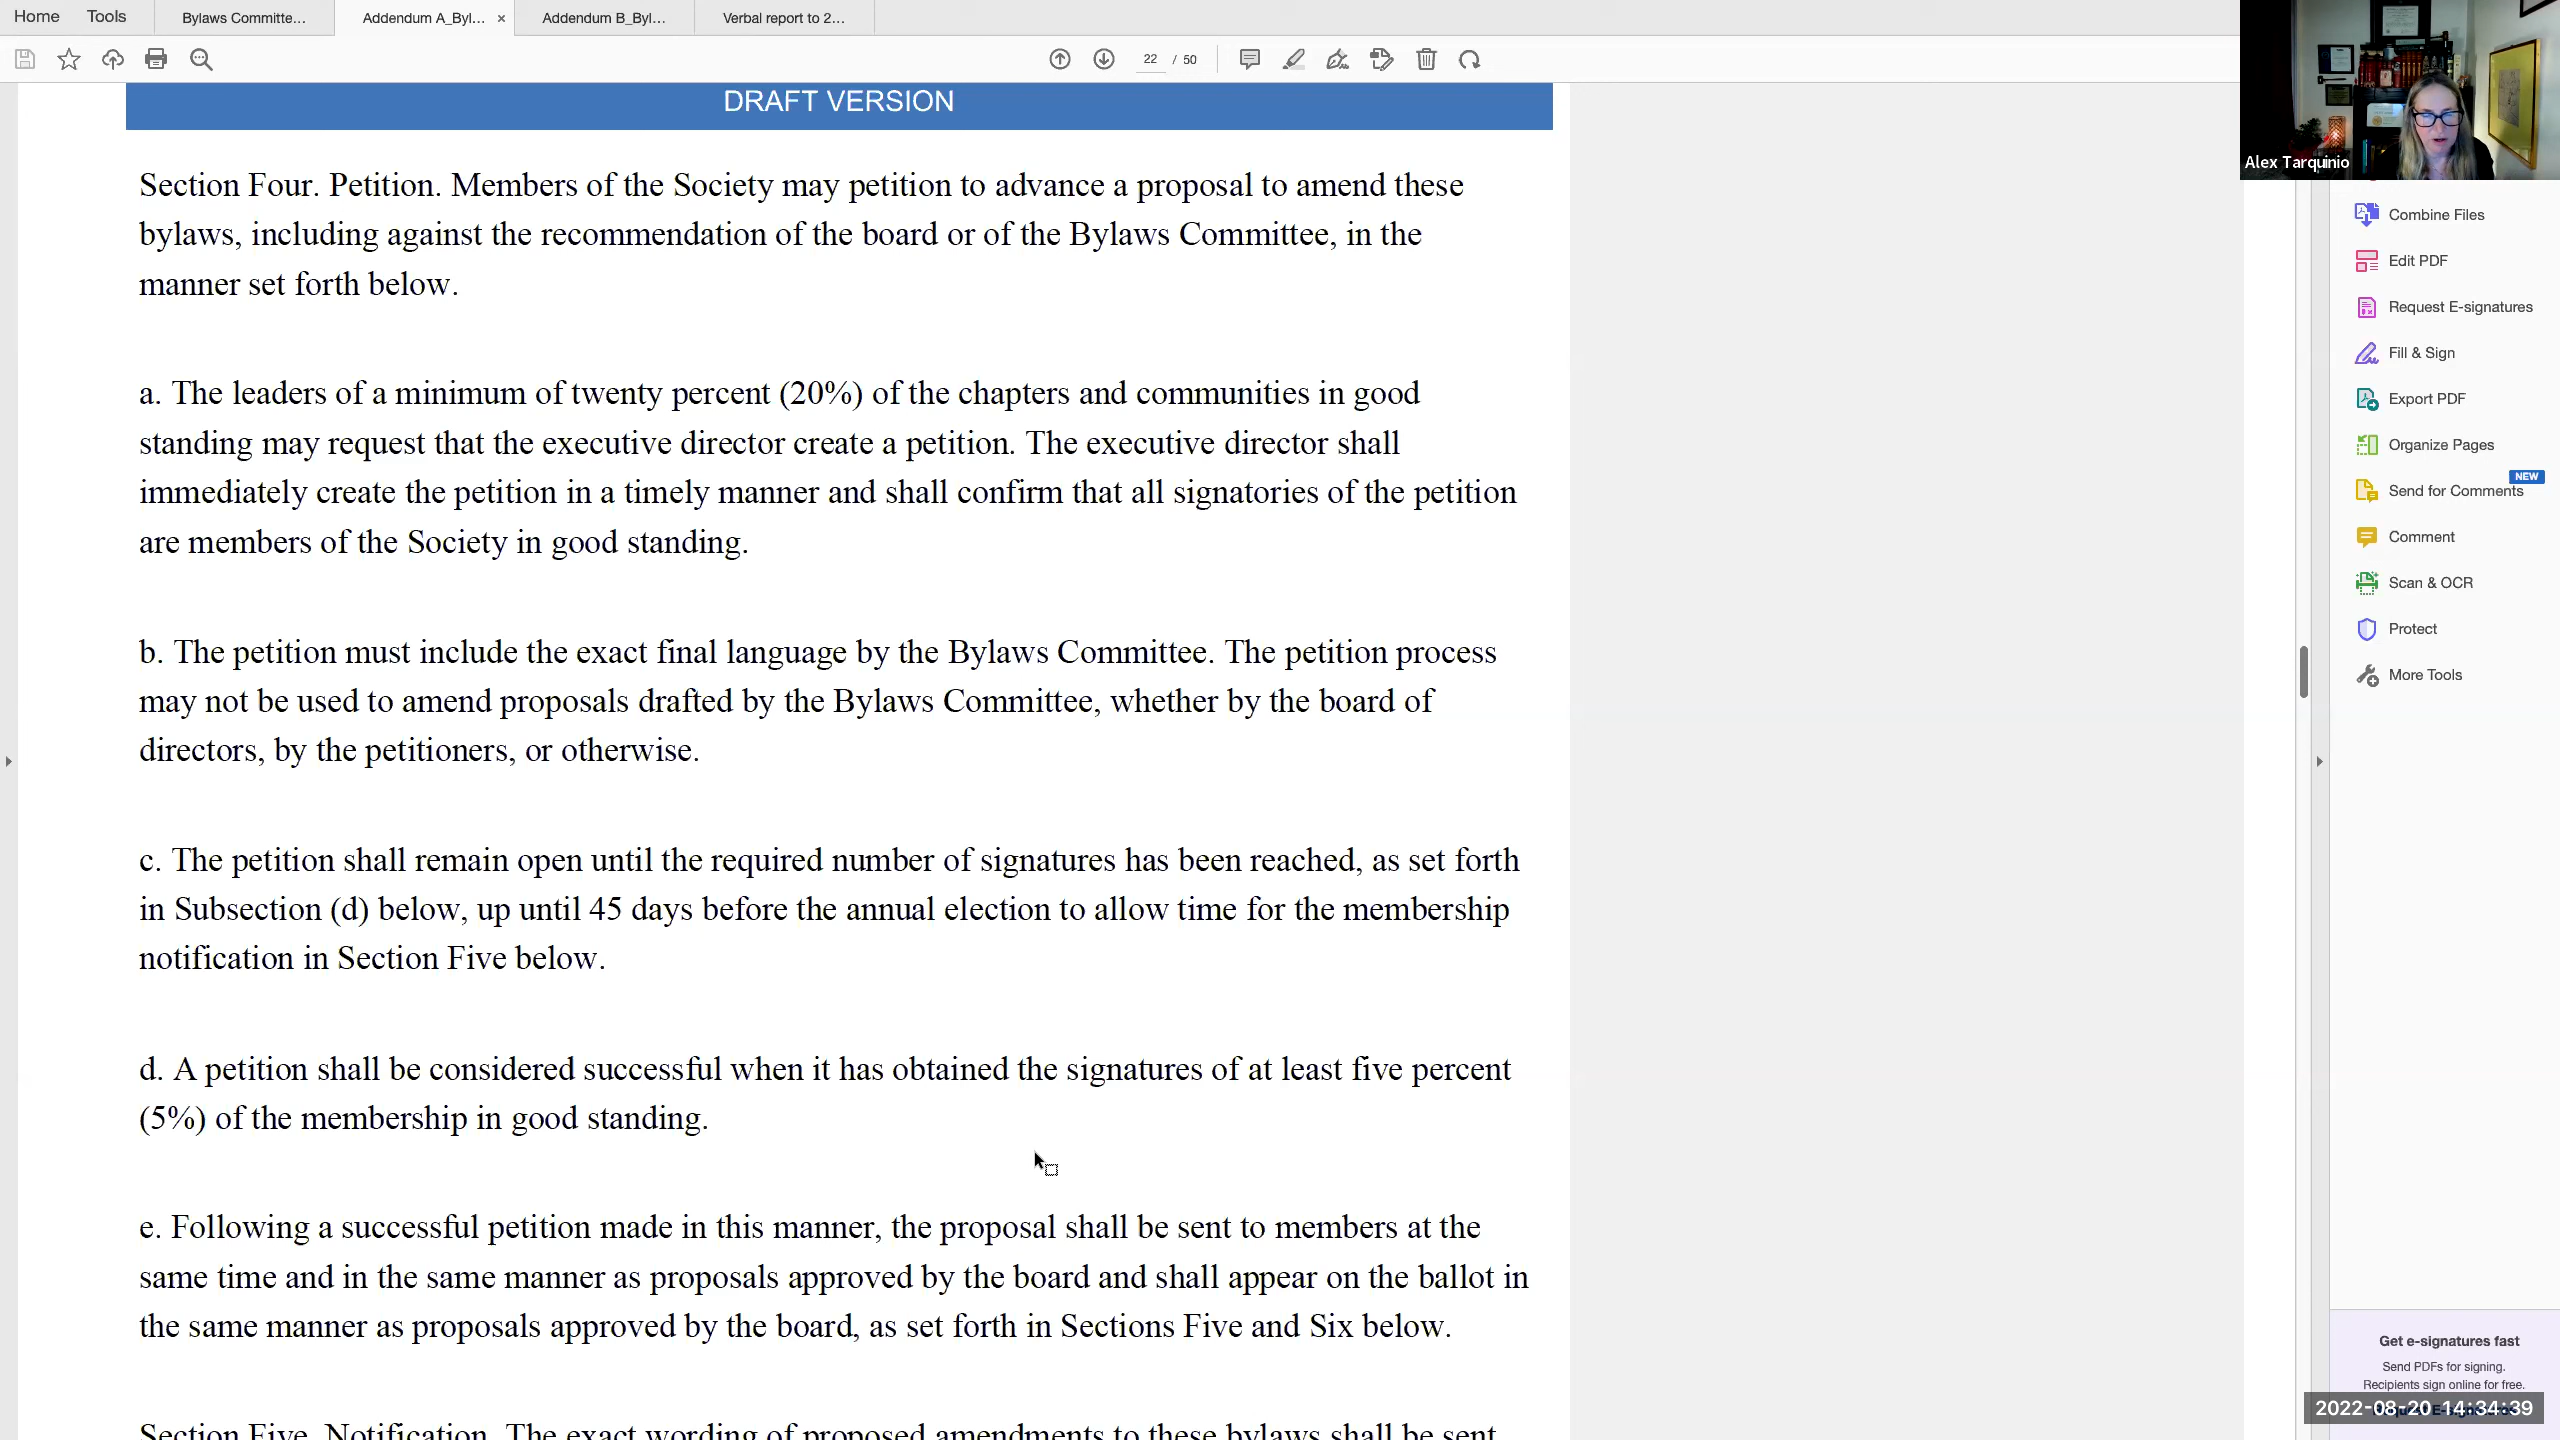 Home Tools Bylaws Committe... Addendum A_Byl... × Addendum B_Byl... Verbal report to 2...
22 / 50
DRAFT VERSION
Section Four. Petition. Members of the Society may petition to advance a proposal to amend these
bylaws, including against the recommendation of the board or of the Bylaws Committee, in the
manner set forth below.
a. The leaders of a minimum of twenty percent (20%) of the chapters and communities in good
standing may request that the executive director create a petition. The executive director shall
immediately create the petition in a timely manner and shall confirm that all signatories of the petition
are members of the Society in good standing.
b. The petition must include the exact final language by the Bylaws Committee. The petition process
may not be used to amend proposals drafted by the Bylaws Committee, whether by the board of
directors, by the petitioners, or otherwise.
c. The petition shall remain open until the required number of signatures has been reached, as set forth
in Subsection (d) below, up until 45 days before the annual election to allow time for the membership
notification in Section Five below.
d. A petition shall be considered successful when it has obtained the signatures of at least five percent
(5%) of the membership in good standing.
e. Following a successful petition made in this manner, the proposal shall be sent to members at the
same time and in the same manner as proposals approved by the board and shall appear on the ballot in
the same manner as proposals approved by the board, as set forth in Sections Five and Six below.
Section Five. Notification. The exact wording of proposed amendments to these bylaws shall be sent
Alex Tarquinio
Combine Files
Edit PDF
Request E-signatures
Fill & Sign
Export PDF
Organize Pages
NEW
Send for Comments
Comment
Scan & OCR
Protect
More Tools
Get e-signatures fast
Send PDFs for signing.
Recipients sign online for free.
2022-08-20 14:34:39